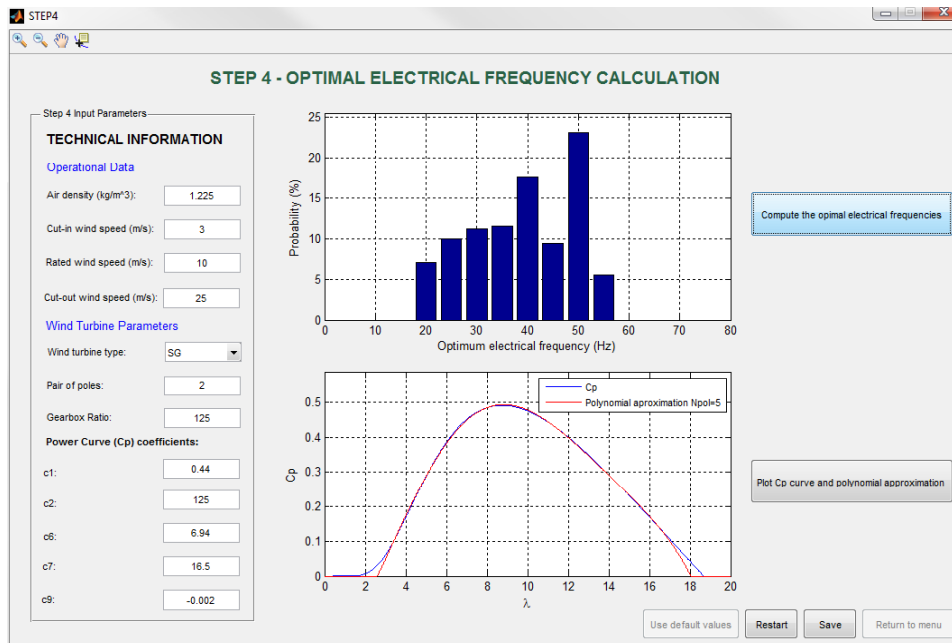 STEP4
STEP 4 - OPTIMAL ELECTRICAL FREQUENCY CALCULATION
Step 4 Input Parameters
TECHNICAL INFORMATION
Operational Data
Air density (kg/m^3): 1.225
Cut-in wind speed (m/s): 3
Rated wind speed (m/s): 10
Cut-out wind speed (m/s): 25
Wind Turbine Parameters
Wind turbine type: SG
Pair of poles: 2
Gearbox Ratio: 125
Power Curve (Cp) coefficients:
c1: 0.44
c2: 125
c6: 6.94
c7: 16.5
c9: -0.002
25
20
15
10
5
0
Probability (%)
0 10 20 30 40 50 60 70 80
Optimum electrical frequency (Hz)
Cp
Polynomial aproximation Npol=5
0.5
0.4
0.3
0.2
0.1
0
Cp
0 2 4 6 8 10 12 14 16 18 20
λ
Compute the opimal electrical frequencies
Plot Cp curve and polynomial approximation
Use default values
Restart
Save
Return to menu